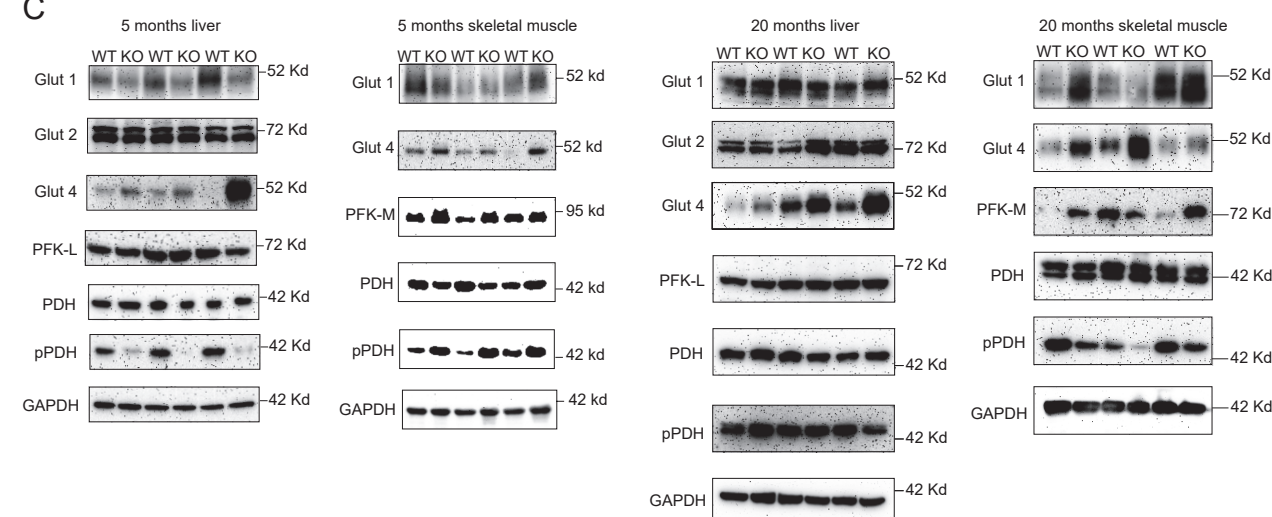 C
5 months liver
WT KO WT KO WT KO
Glut 1
52 Kd
Glut 2
72 Kd
Glut 4
52 Kd
PFK-L
72 Kd
PDH
42 Kd
pPDH
42 Kd
GAPDH
42 Kd
5 months skeletal muscle
WT KO WT KO WT KO
Glut 1
52 kd
Glut 4
52 kd
PFK-M
95 kd
PDH
42 kd
pPDH
42 kd
GAPDH
42 kd
20 months liver
WT KO WT KO WT KO
Glut 1
52 Kd
Glut 2
72 Kd
Glut 4
52 Kd
PFK-L
72 Kd
PDH
42 Kd
pPDH
42 Kd
GAPDH
42 Kd
20 months skeletal muscle
WT KO WT KO WT KO
Glut 1
52 Kd
Glut 4
52 Kd
PFK-M
72 Kd
PDH
42 Kd
pPDH
42 Kd
GAPDH
42 Kd